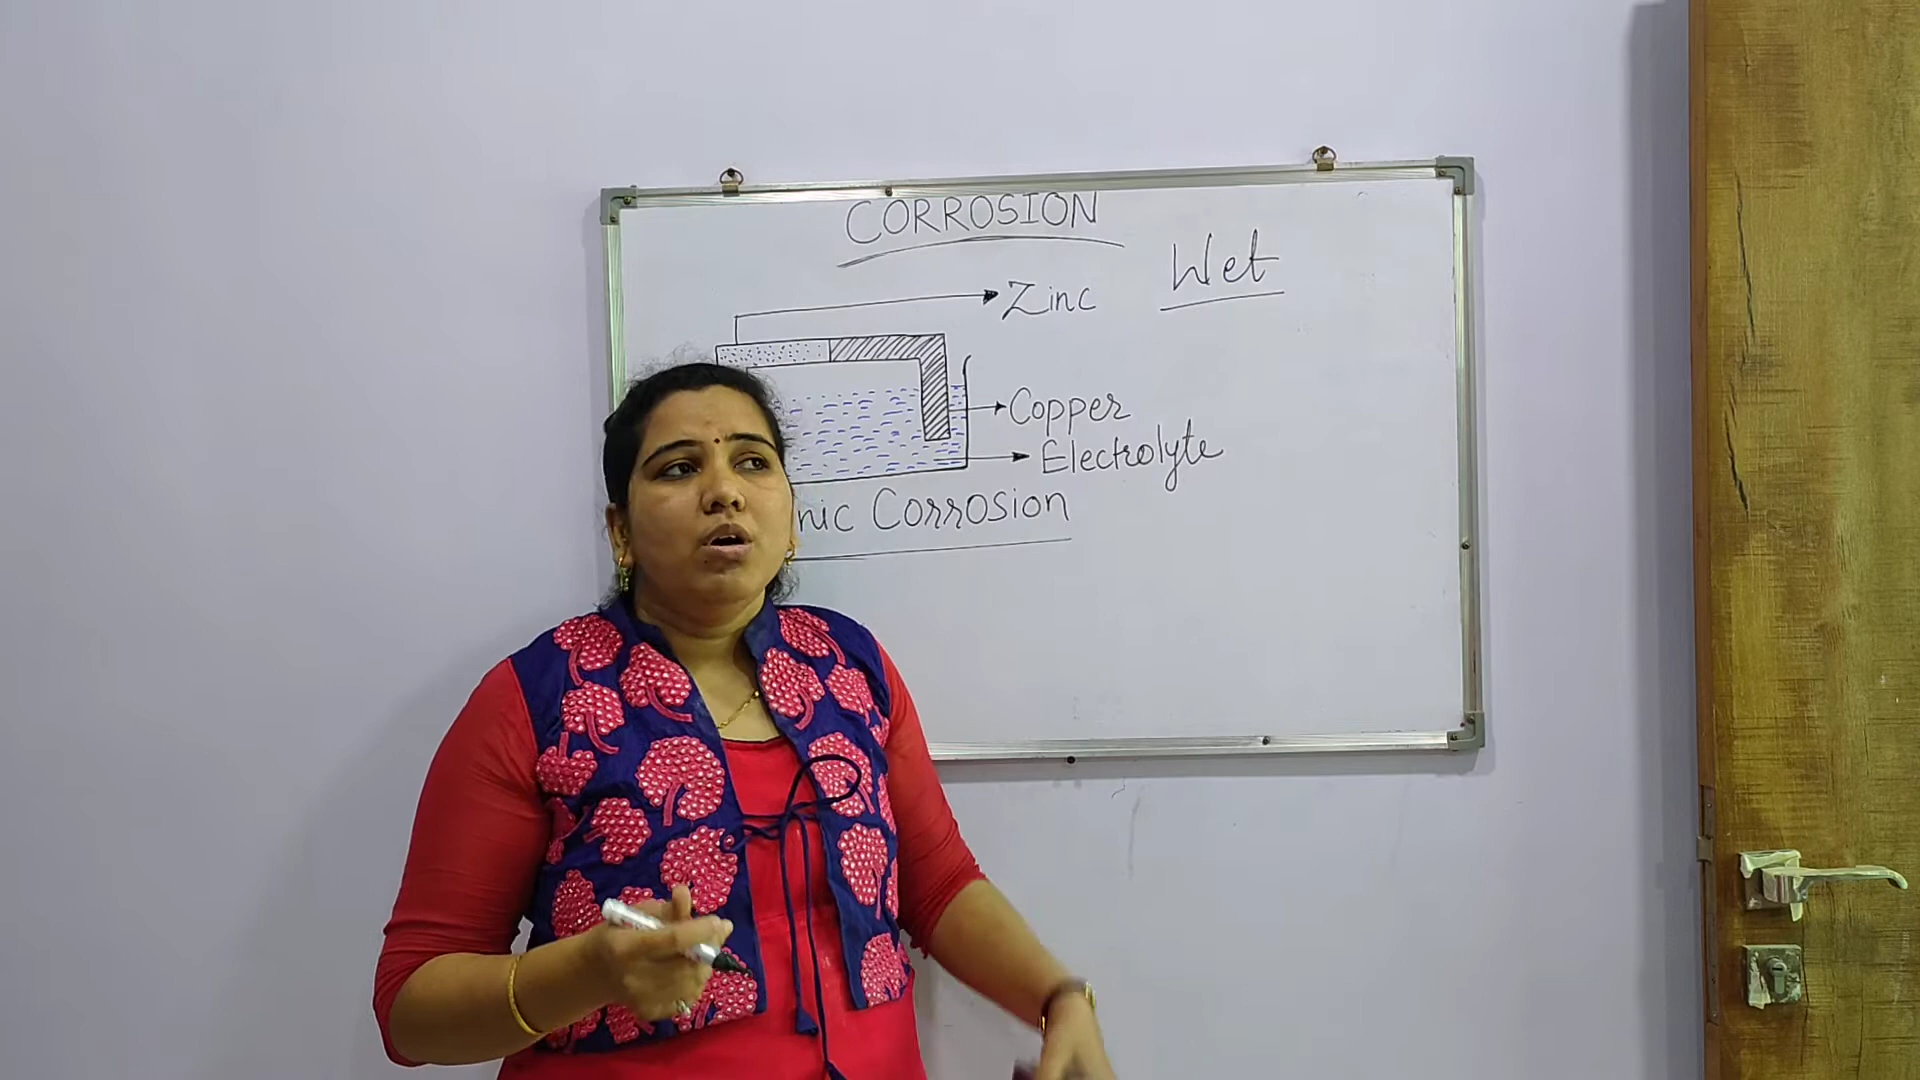 CORROSION
Wet
Zinc
Copper
Electrolyte
nic Corrosion